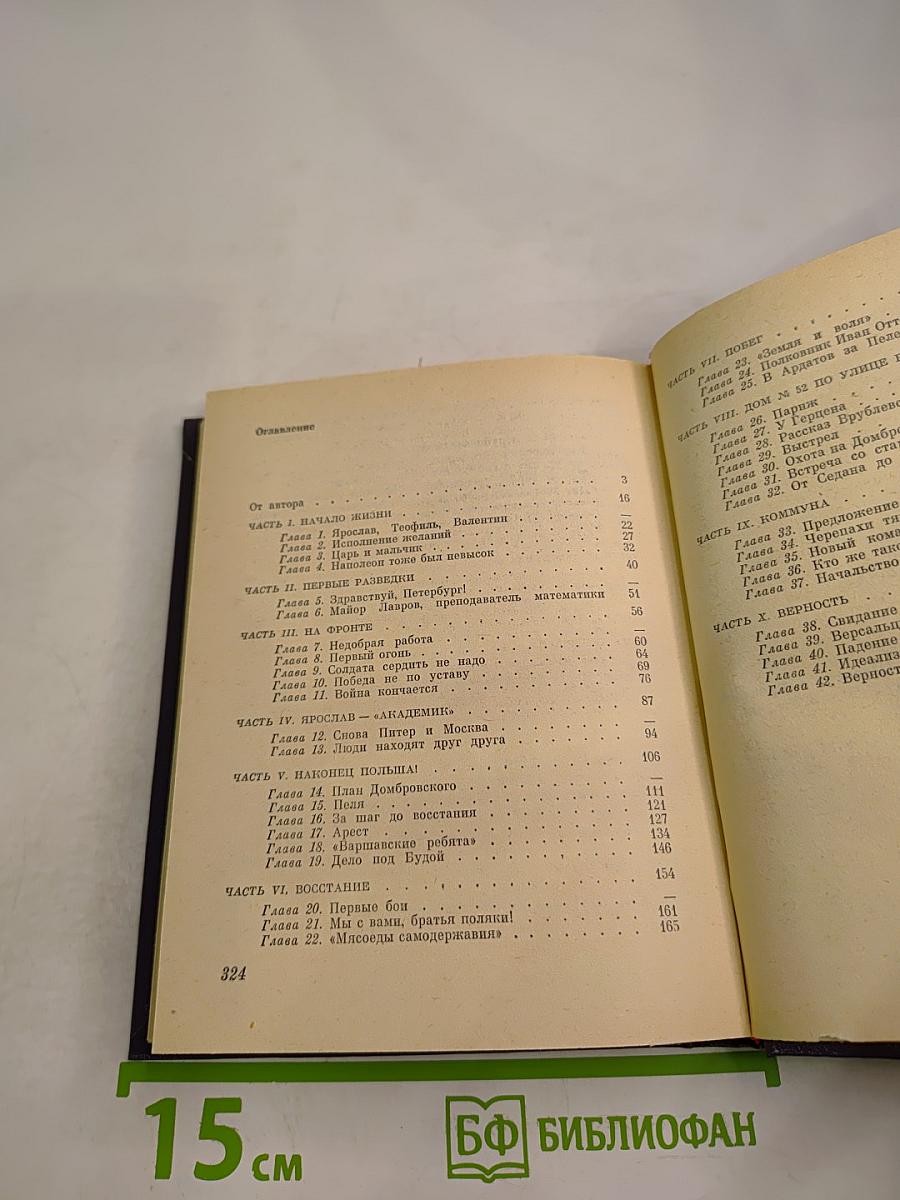 Оглавление
От автора . . . 3
ЧАСТЬ I. НАЧАЛО ЖИЗНИ . . . 16
Глава 1. Ярослав, Теофиль, Валентин . . . —
Глава 2. Исполнение желаний . . . 22
Глава 3. Царь и мальчик . . . 27
Глава 4. Наполеон тоже был невысок . . . 32
ЧАСТЬ II. ПЕРВЫЕ РАЗВЕДКИ . . . 40
Глава 5. Здравствуй, Петербург! . . . —
Глава 6. Майор Лавров, преподаватель математики 51
ЧАСТЬ III. НА ФРОНТЕ . . . 56
Глава 7. Недобрая работа . . . —
Глава 8. Первый огонь . . . 60
Глава 9. Солдата сердить не надо . . . 64
Глава 10. Победа не по уставу . . . 69
Глава 11. Война кончается . . . 76
ЧАСТЬ IV. ЯРОСЛАВ — «АКАДЕМИК» . . . 87
Глава 12. Снова Питер и Москва . . . —
Глава 13. Люди находят друг друга . . . 94
ЧАСТЬ V. НАКОНЕЦ ПОЛЬША! . . . 106
Глава 14. План Домбровского . . . —
Глава 15. Пеля . . . 111
Глава 16. За шаг до восстания . . . 121
Глава 17. Арест . . . 127
Глава 18. «Варшавские ребята» . . . 134
Глава 19. Дело под Будой . . . 146
ЧАСТЬ VI. ВОССТАНИЕ . . . 154
Глава 20. Первые бои . . . —
Глава 21. Мы с вами, братья поляки! . . . 161
Глава 22. «Мясоеды самодержавия» . . . 165
324
ЧАСТЬ VII. ПОБЕГ . . .
Глава 23. «Земля и воля» . . .
Глава 24. Полковник Иван Отт
Глава 25. В Ардатов за Пеле
ЧАСТЬ VIII. ДОМ № 52 ПО УЛИЦЕ
Глава 26. Париж . . .
Глава 27. У Герцена . . .
Глава 28. Рассказ Врублевс
Глава 29. Выстрел . . .
Глава 30. Охота на Домбро
Глава 31. Встреча со стар
Глава 32. От Седана до
ЧАСТЬ IX. КОММУНА . . .
Глава 33. Предложение
Глава 34. Черепахи тя
Глава 35. Новый кома
Глава 36. Кто же тако
Глава 37. Начальство
ЧАСТЬ X. ВЕРНОСТЬ . . .
Глава 38. Свидание
Глава 39. Версальц
Глава 40. Падение
Глава 41. Идеализ
Глава 42. Верност
15 см
БФ БИБЛИОФАН